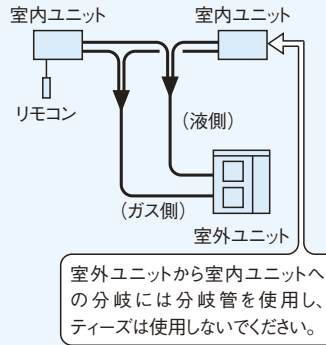 室内ユニット
室内ユニット
リモコン
(液側)
(ガス側)
室外ユニット
室外ユニットから室内ユニットへ
の分岐には分岐管を使用し、
ティーズは使用しないでください。